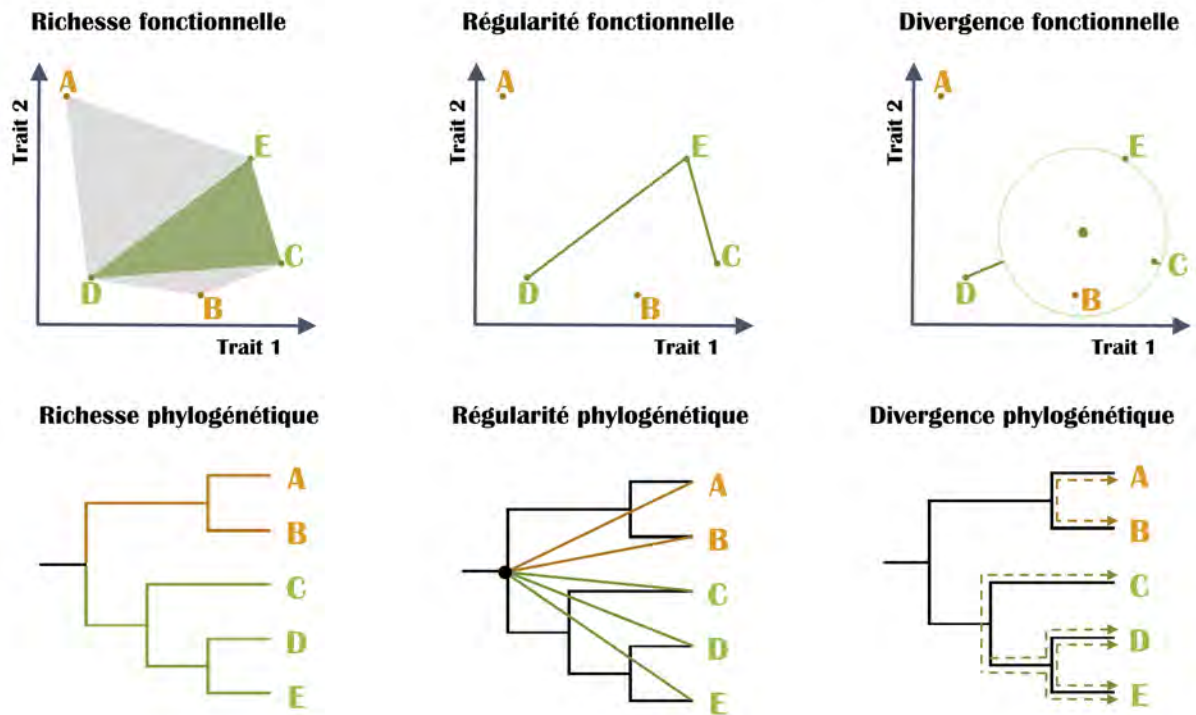 Richesse fonctionnelle
Régularité fonctionnelle
Divergence fonctionnelle
Trait 2
A
E
C
D
B
Trait 1
Trait 2
A
E
C
D
B
Trait 1
Trait 2
A
E
C
D
B
Trait 1
Richesse phylogénétique
Régularité phylogénétique
Divergence phylogénétique
A
B
C
D
E
A
B
C
D
E
A
B
C
D
E